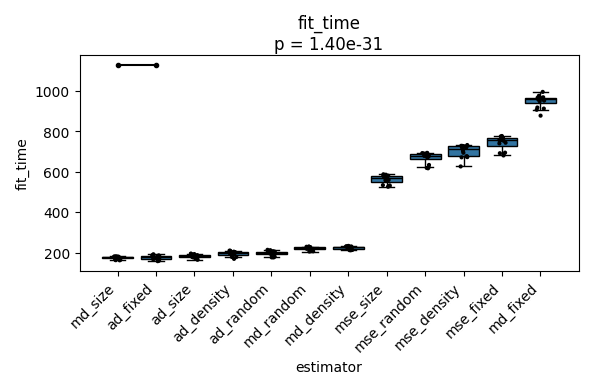 fit_time
p = 1.40e-31
fit_time
1000
800
600
400
200
md_size
ad_fixed
ad_size
ad_density
ad_random
md_random
md_density
mse_size
mse_random
mse_density
mse_fixed
md_fixed
estimator